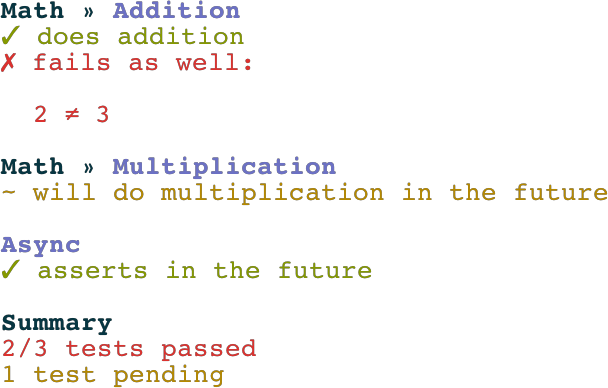 Math » Addition
✓ does addition
✗ fails as well:
2 ≠ 3
Math » Multiplication
~ will do multiplication in the future
Async
✓ asserts in the future
Summary
2/3 tests passed
1 test pending